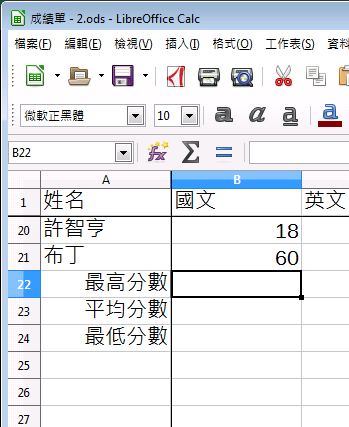 成績單 - 2.ods - LibreOffice Calc
檔案(F) 編輯(E) 檢視(V) 插入(I) 格式(O) 工作表(S) 資料
微軟正黑體 10 a a a a
B22
A B
1 姓名 國文 英文
20 許智亨 18
21 布丁 60
22 最高分數
23 平均分數
24 最低分數
25
26
27